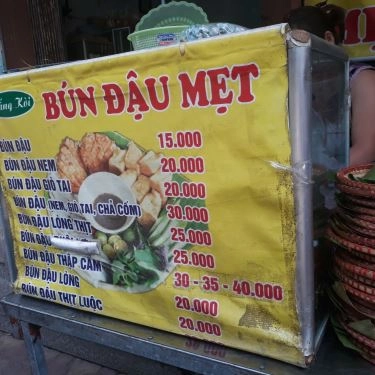 BÚN ĐẬU MẸT
BÚN ĐẬU 15.000
BÚN ĐẬU NEM 20.000
BÚN ĐẬU GIÒ TAI 20.000
BÚN ĐẬU (NEM, GIÒ TAI, CHẢ CỐM) 30.000
BÚN ĐẬU LÒNG THỊT 25.000
BÚN ĐẬU 25.000
BÚN ĐẬU THẬP CẨM 30 - 35 - 40.000
BÚN ĐẬU LÒNG 20.000
BÚN ĐẬU THỊT LUỘC 20.000
30.000